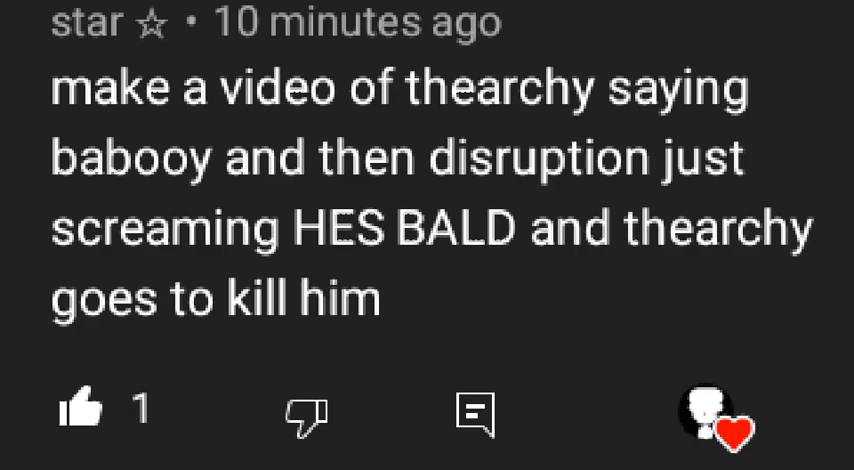 star ☆ • 10 minutes ago
make a video of thearchy saying
babooy and then disruption just
screaming HES BALD and thearchy
goes to kill him
1